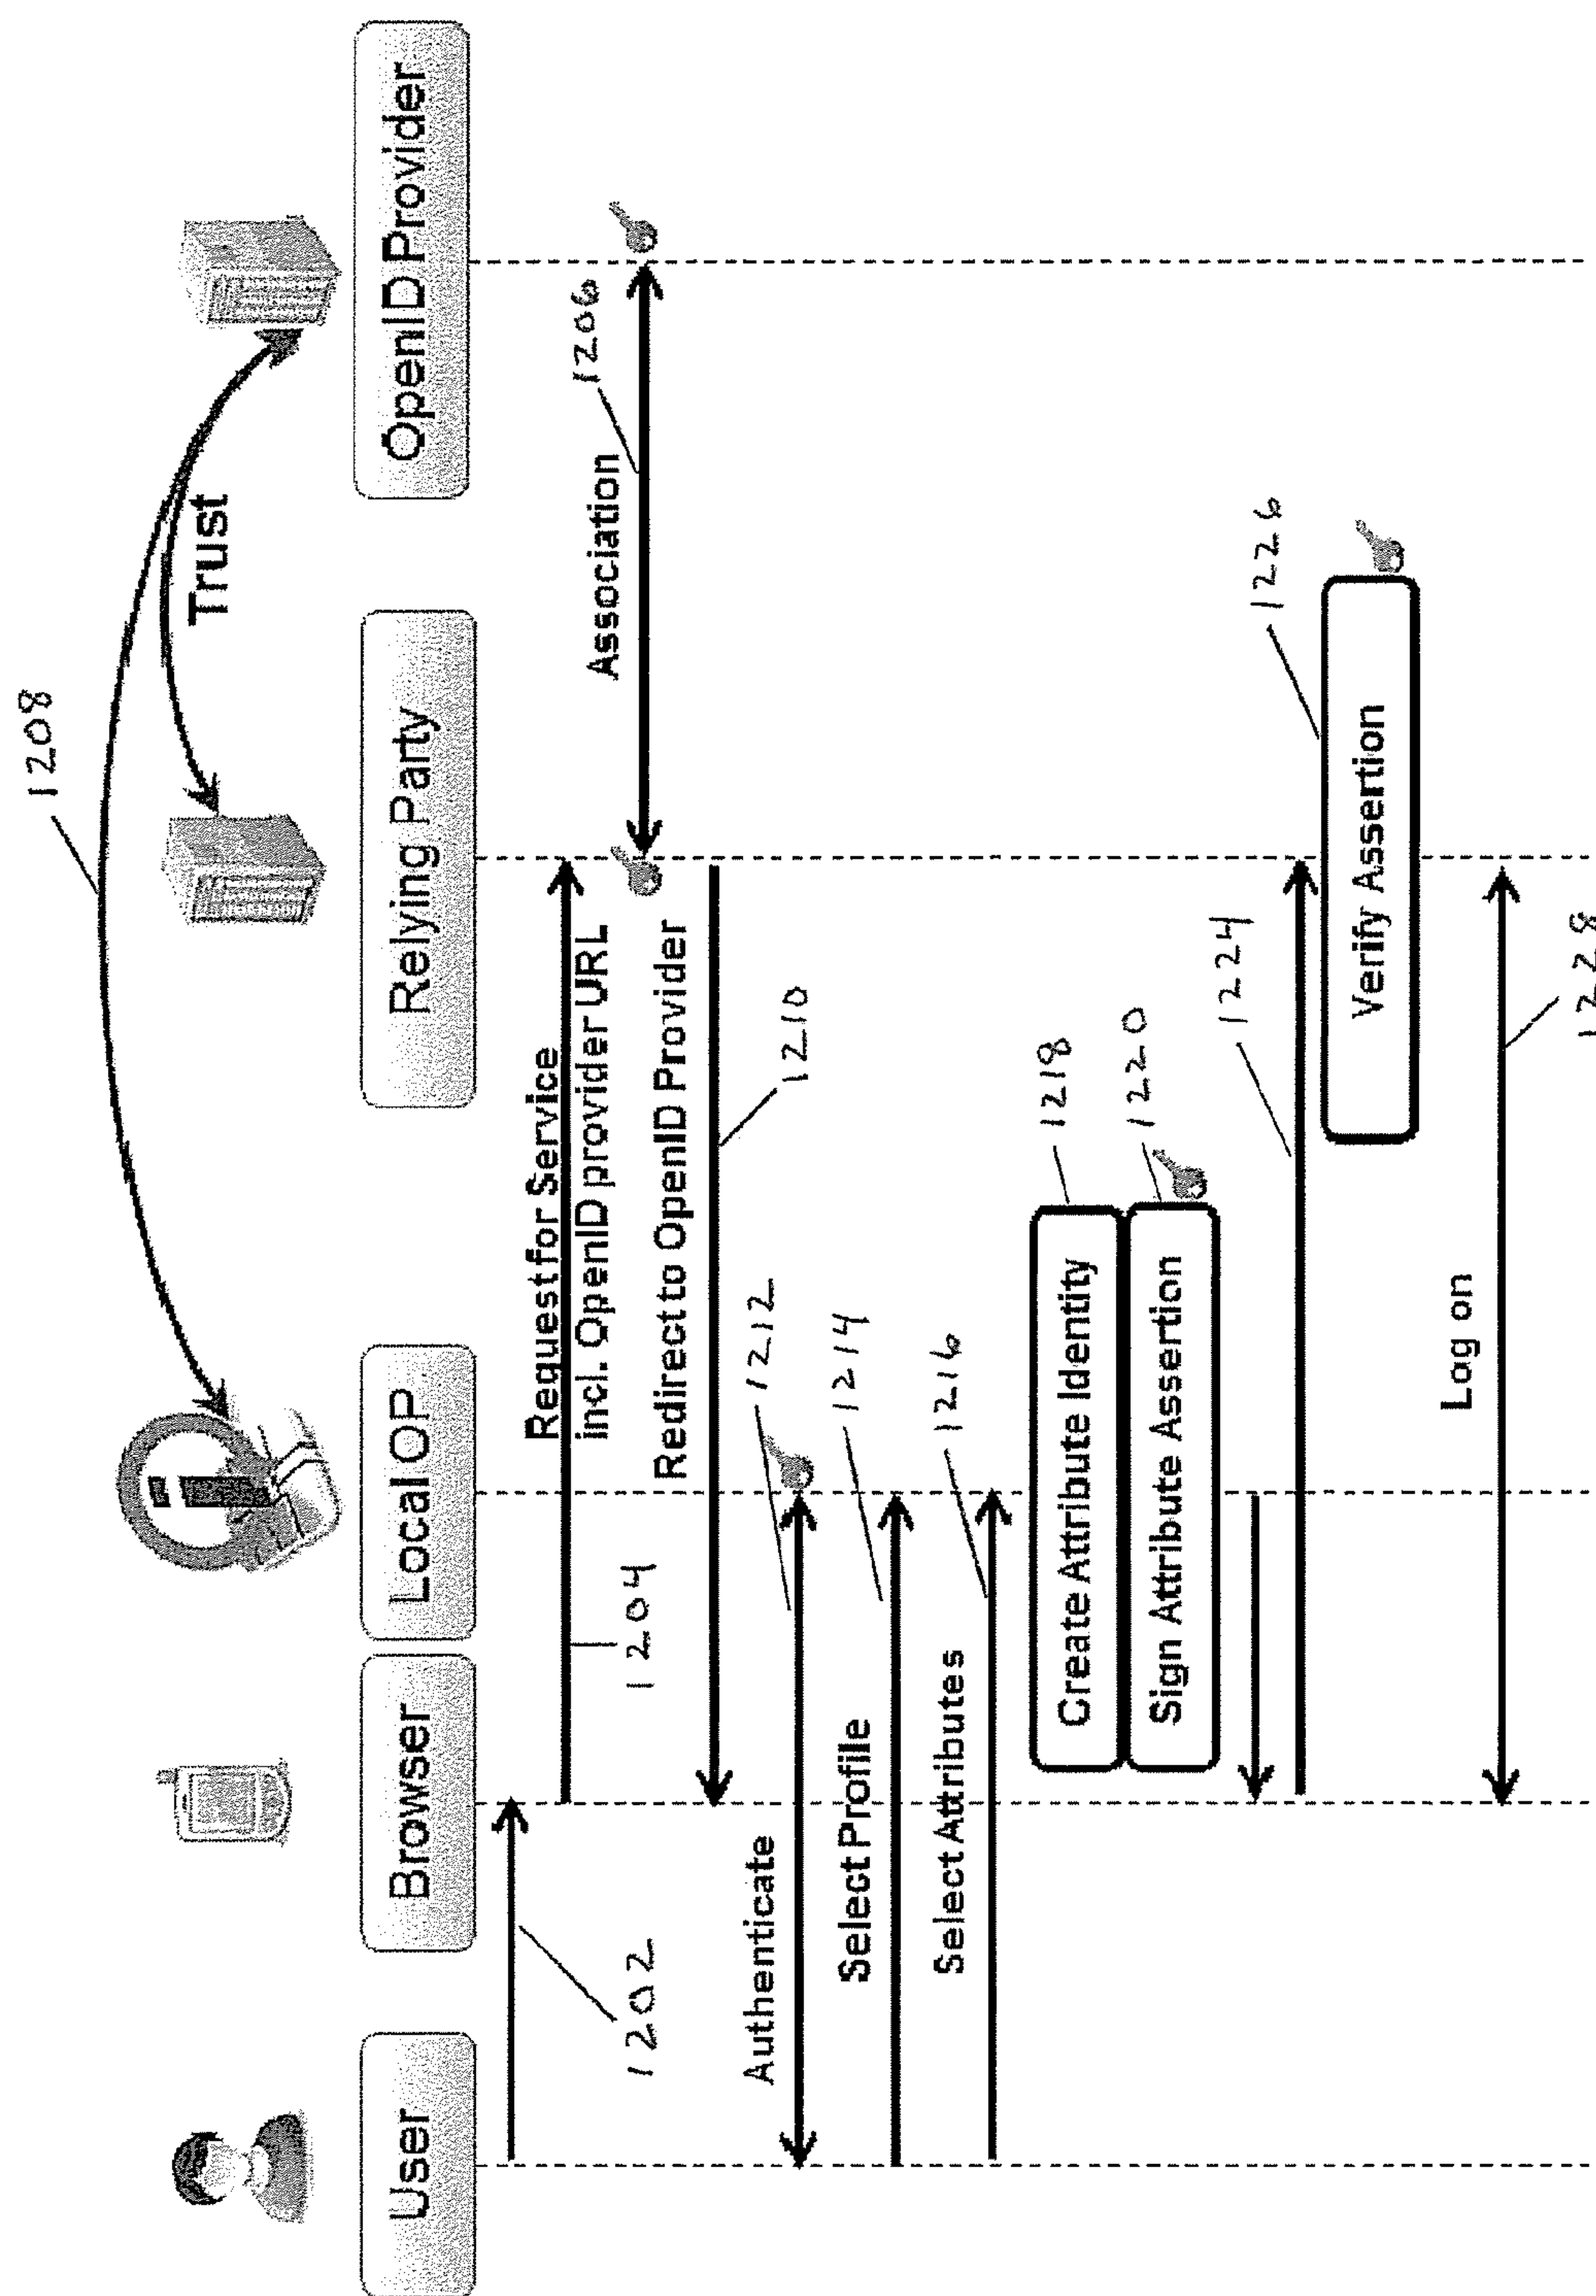 1208
Trust
User
Browser
Local OP
Relying Party
OpenID Provider
1202
Request for Service
incl. OpenID provider URL
1204
Association
1206
Redirect to OpenID Provider
1210
Authenticate
1212
Select Profile
1214
Select Attributes
1216
Create Attribute Identity
1218
Sign Attribute Assertion
1220
1224
Verify Assertion
1226
Log on
1228